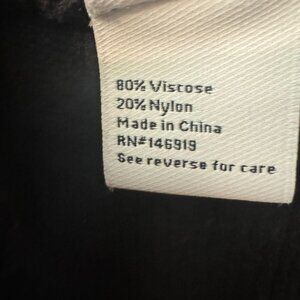 80% Viscose
20% Nylon
Made in China
RN#146919
See reverse for care